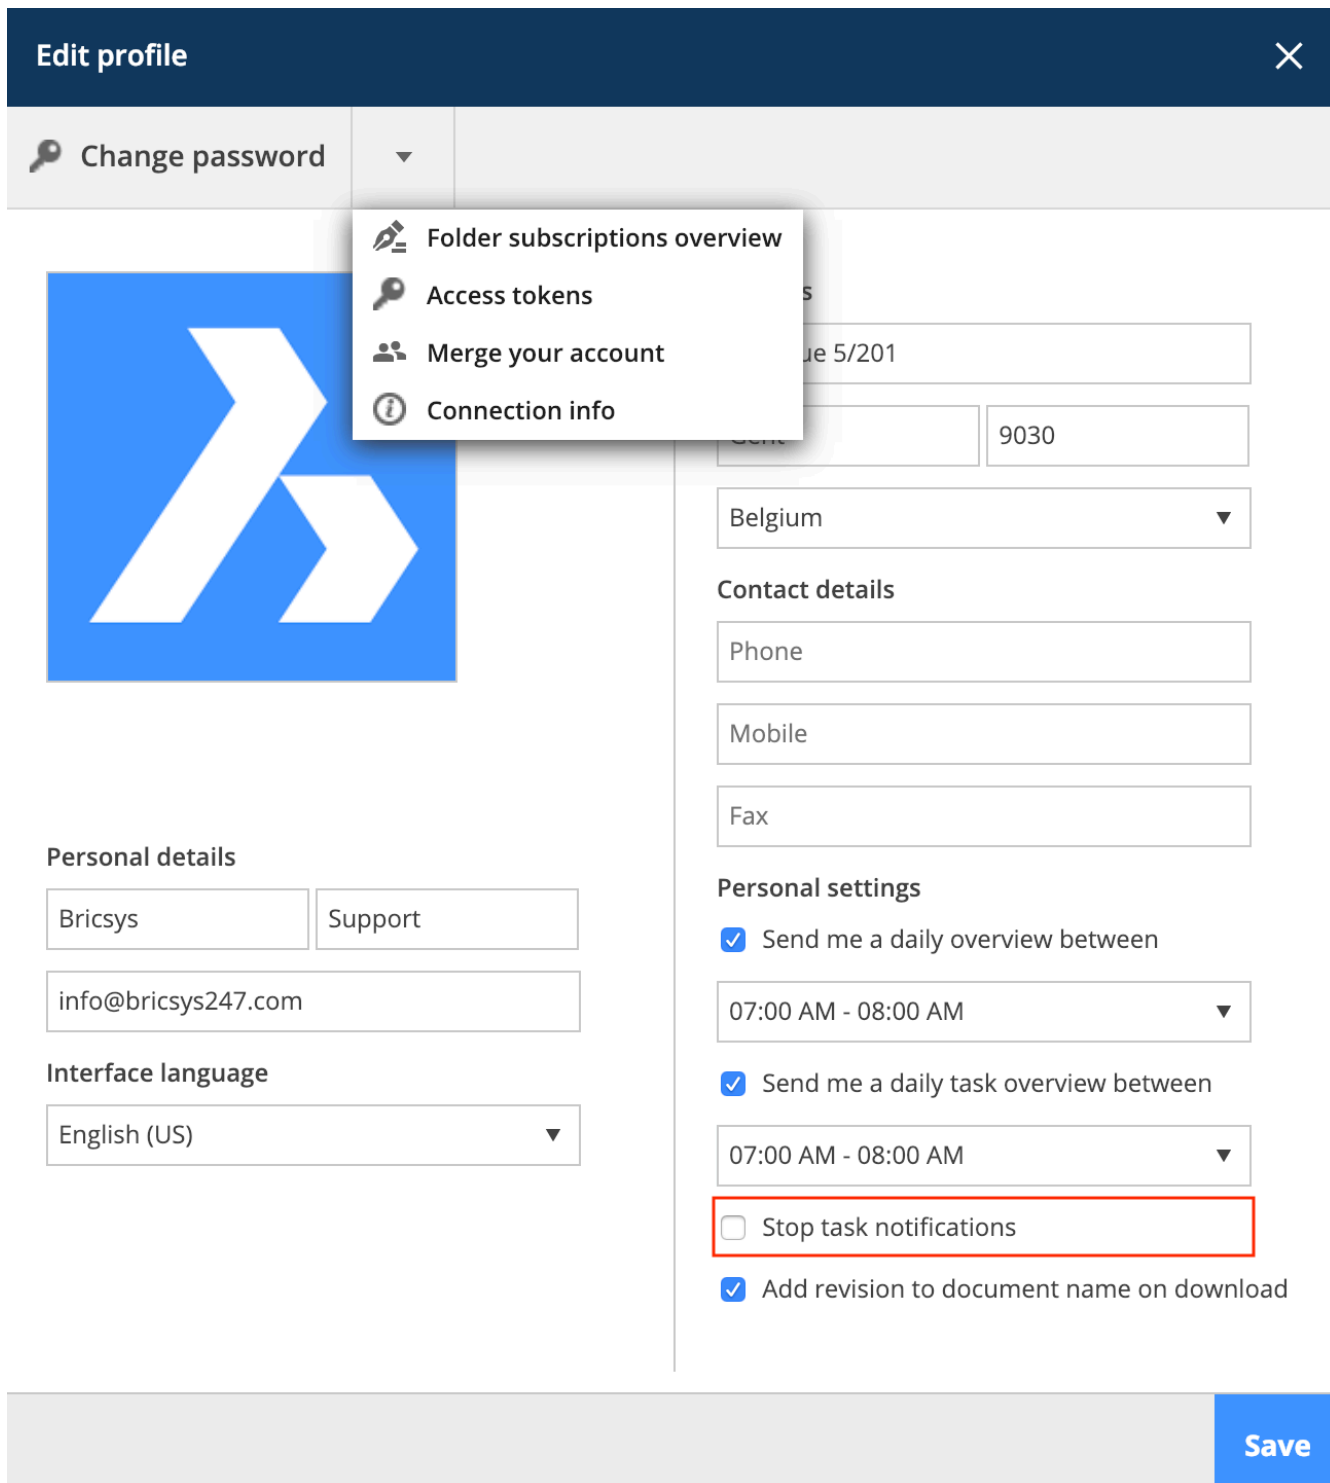 Edit profile
Change password
Folder subscriptions overview
Access tokens
Merge your account
Connection info
5/201
9030
Belgium
Contact details
Phone
Mobile
Fax
Personal details
Bricsys Support
info@bricsys247.com
Interface language
English (US)
Personal settings
Send me a daily overview between
07:00 AM - 08:00 AM
Send me a daily task overview between
07:00 AM - 08:00 AM
Stop task notifications
Add revision to document name on download
Save